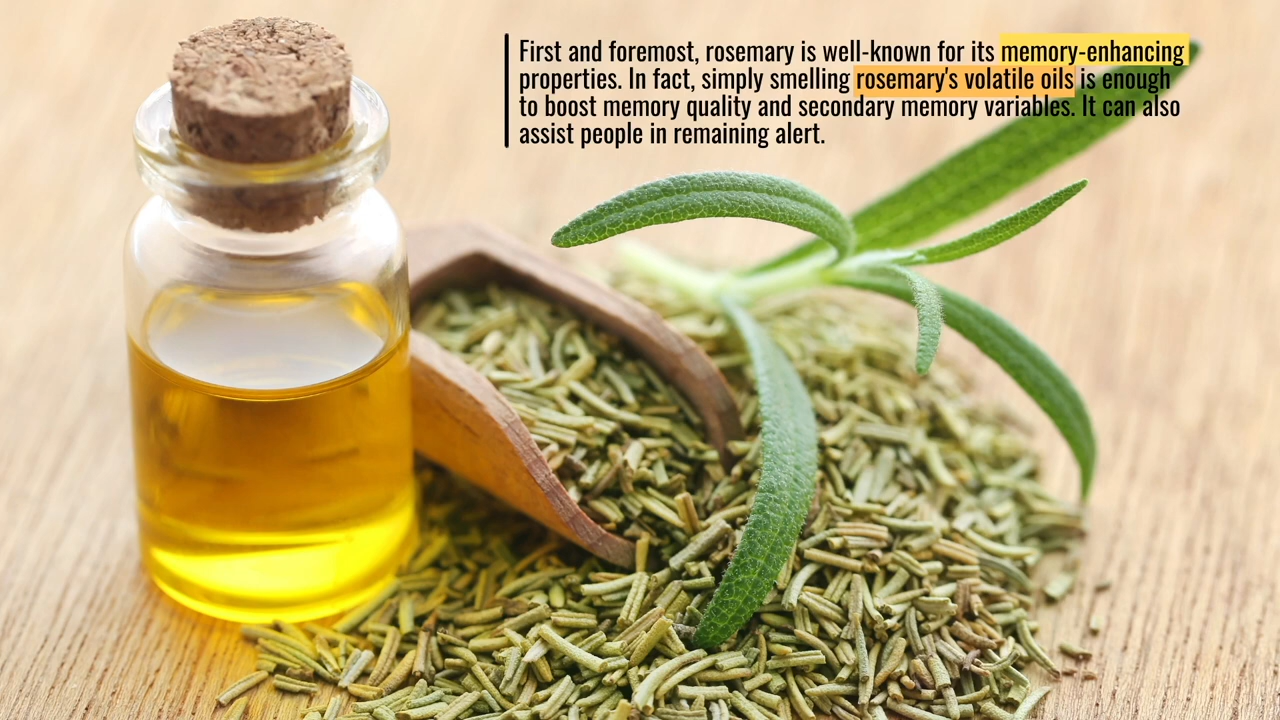 First and foremost, rosemary is well-known for its memory-enhancing
properties. In fact, simply smelling rosemary's volatile oils is enough
to boost memory quality and secondary memory variables. It can also
assist people in remaining alert.